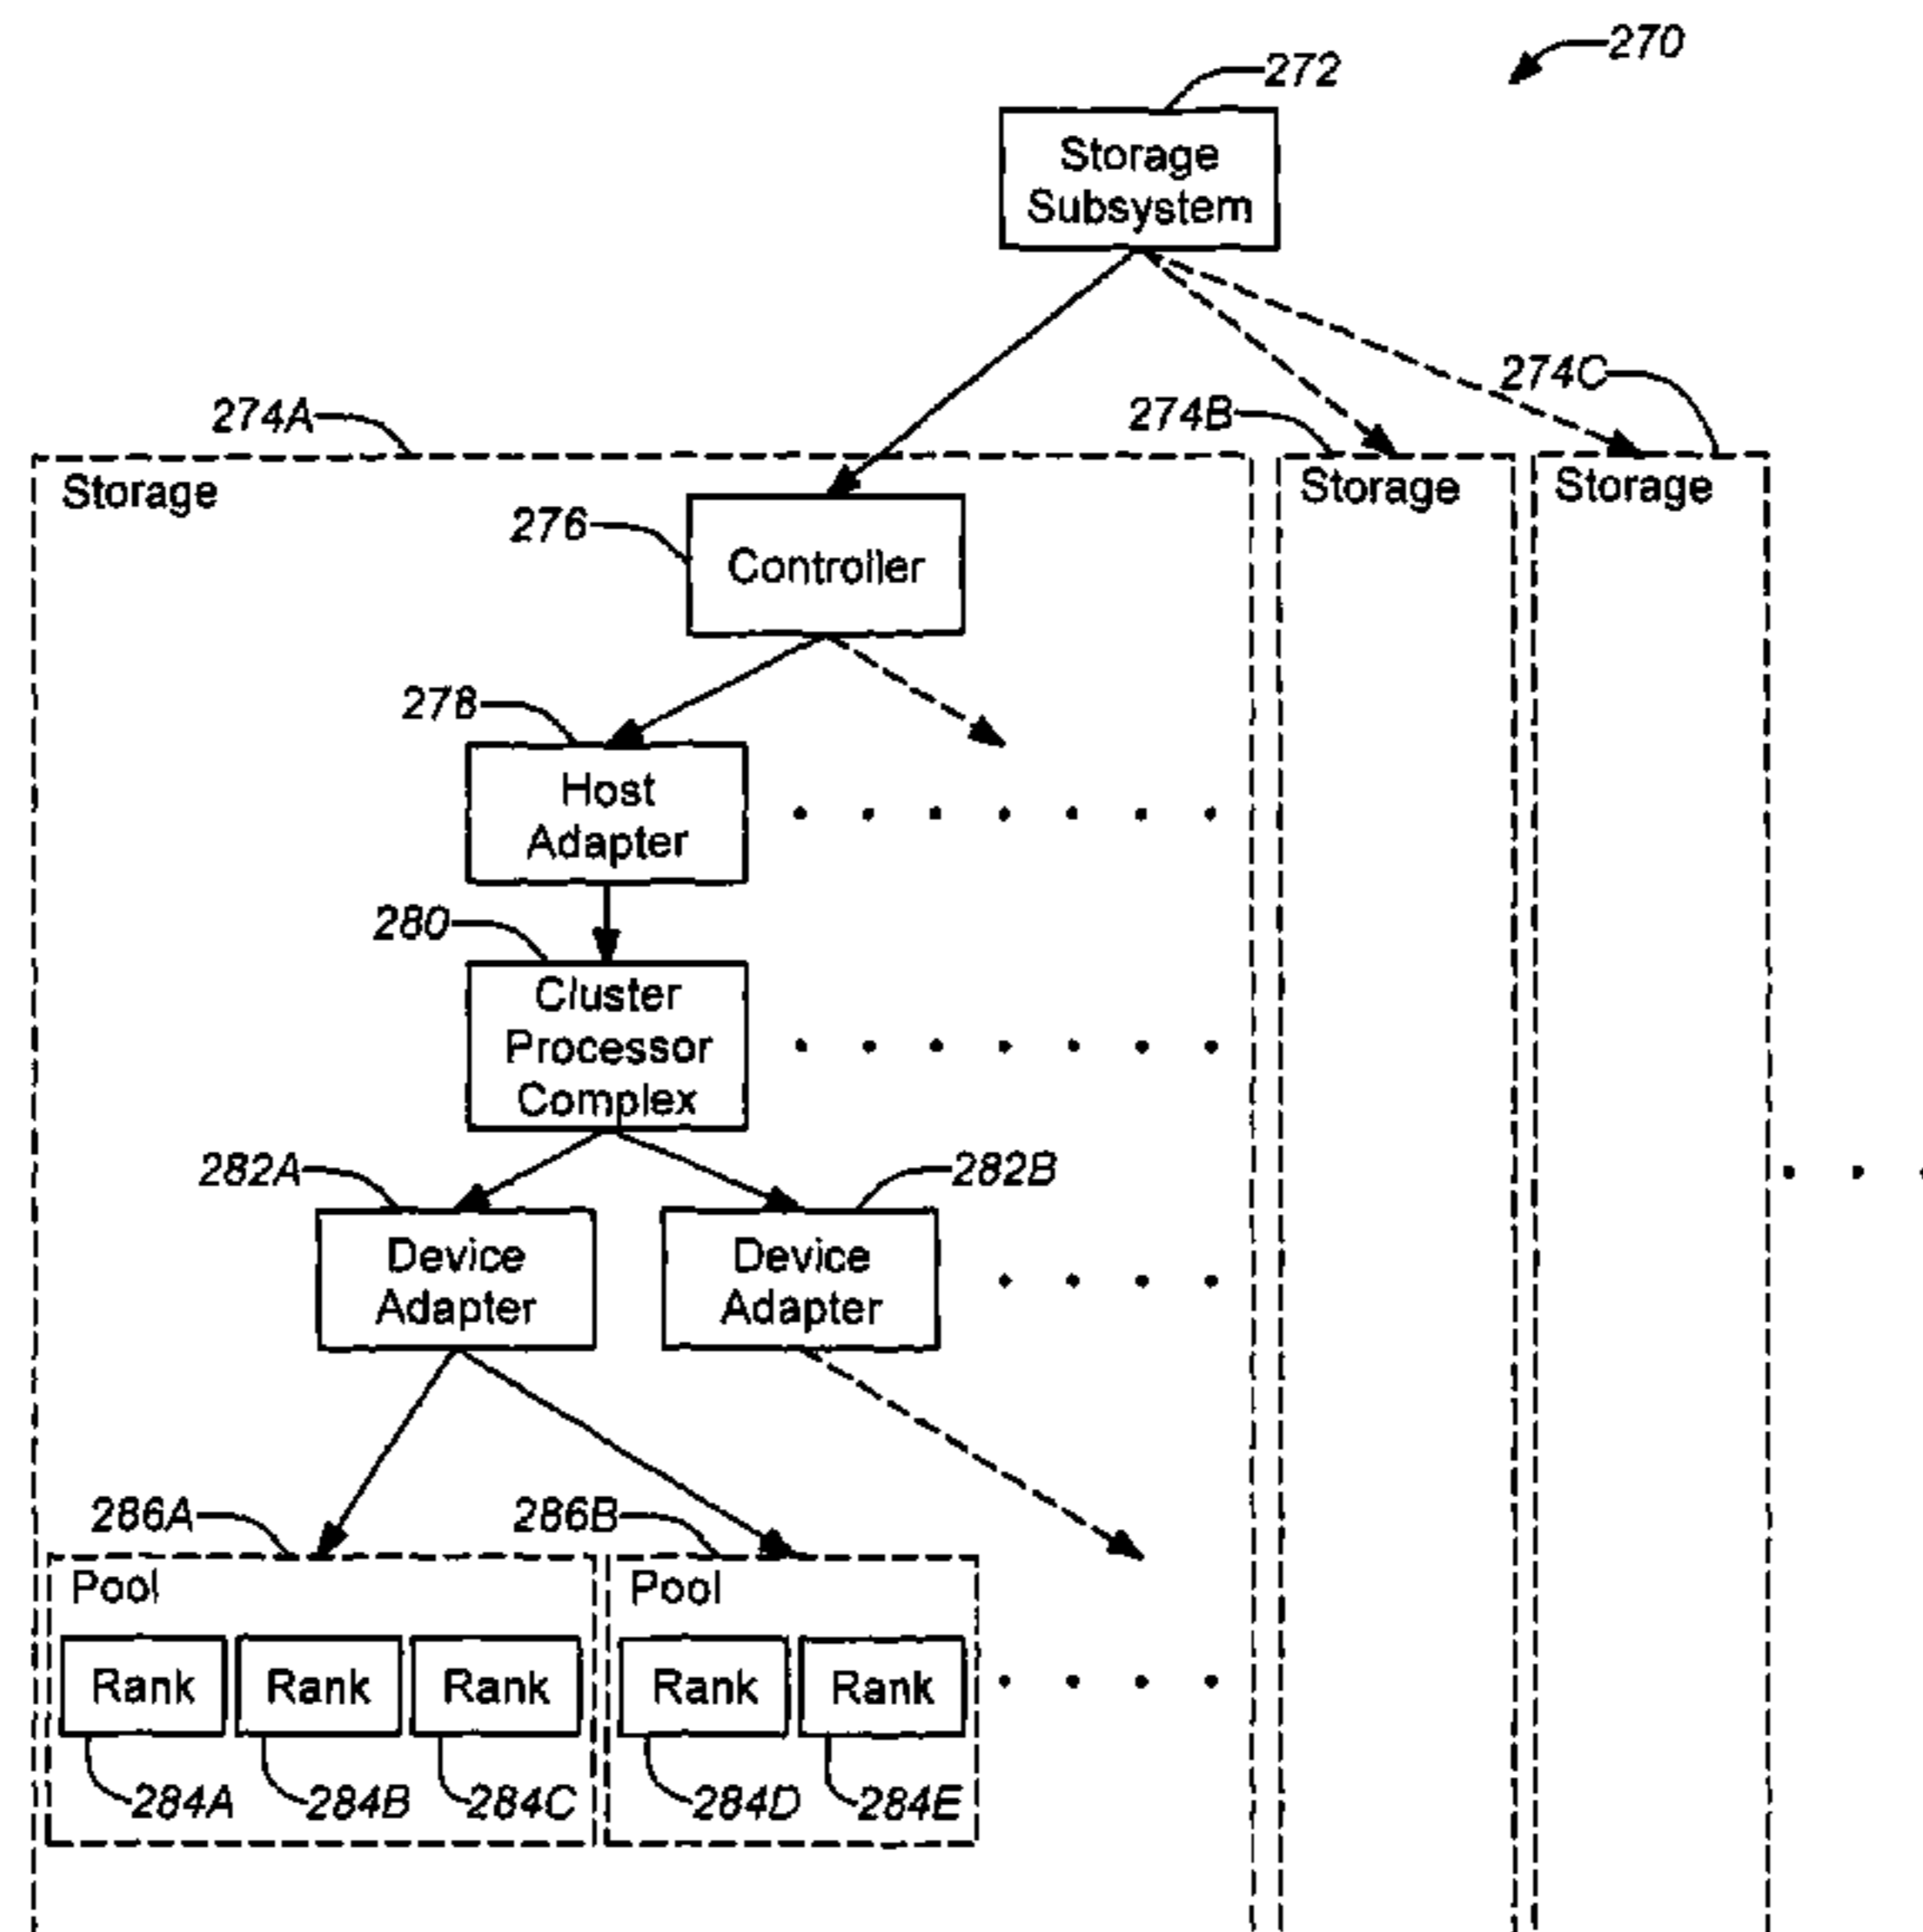 270
272
Storage
Subsystem
274C
274A
274B
Storage
Storage
Storage
276
Controller
278
Host
Adapter
280
Cluster
Processor
Complex
282A
282B
Device
Adapter
Device
Adapter
286A
286B
Pool
Pool
Rank
Rank
Rank
Rank
Rank
284A
284B
284C
284D
284E